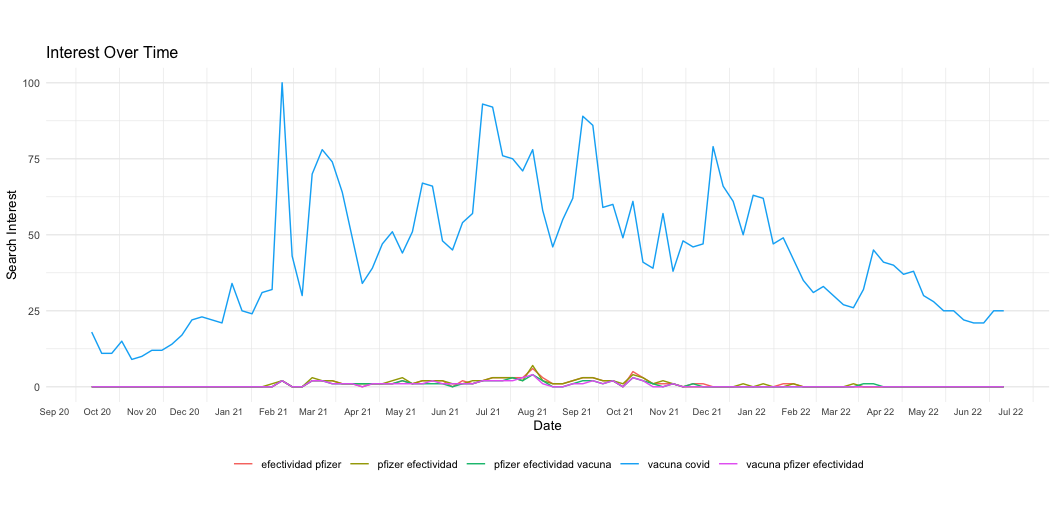 Interest Over Time
100
75
50
25
0
Search Interest
Sep 20 Oct 20 Nov 20 Dec 20 Jan 21 Feb 21 Mar 21 Apr 21 May 21 Jun 21 Jul 21 Aug 21 Sep 21 Oct 21 Nov 21 Dec 21 Jan 22 Feb 22 Mar 22 Apr 22 May 22 Jun 22 Jul 22
Date
efectividad pfizer pfizer efectividad pfizer efectividad vacuna vacuna covid vacuna pfizer efectividad